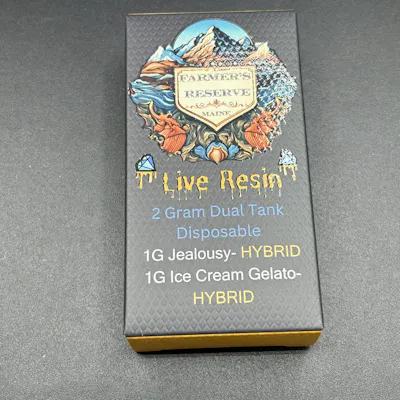 FARMER'S
RESERVE
MAINE
Live Resin
2 Gram Dual Tank
Disposable
1G Jealousy- HYBRID
1G Ice Cream Gelato-
HYBRID